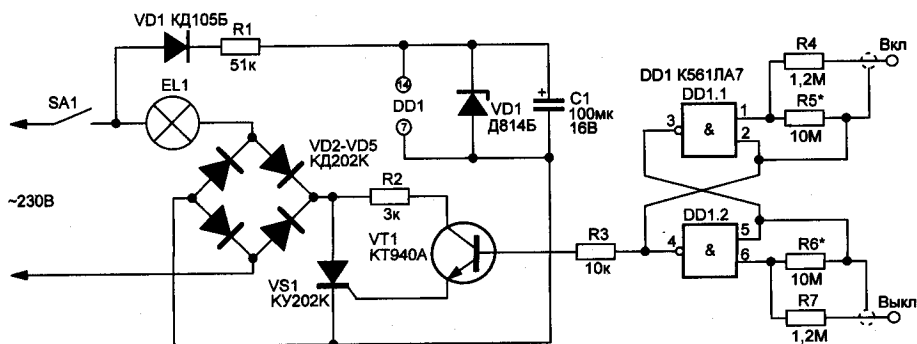 VD1 КД105Б
R1
51к
SA1
EL1
14
DD1
7
VD1
Д814Б
+
C1
100мк
16В
DD1 К561ЛА7
DD1.1
&
3
1
2
R4
1,2М
Вкл
R5*
10М
~230В
VD2-VD5
КД202К
R2
3к
VT1
КТ940А
VS1
КУ202К
R3
10к
DD1.2
&
4
5
6
R6*
10М
R7
1,2М
Выкл